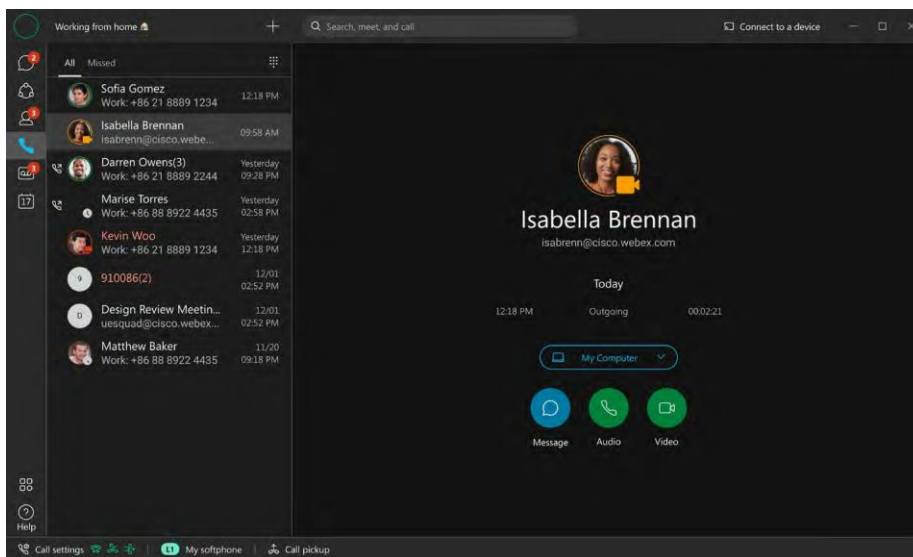 Working from home
Search, meet, and call
Connect to a device
2
3
1
17
Help
All Missed
Sofia Gomez
Work: +86 21 8889 1234
12:18 PM
Isabella Brennan
isabrenn@cisco.webe...
09:58 AM
Darren Owens(3)
Work: +86 21 8889 2244
Yesterday
09:28 PM
Marise Torres
Work: +86 88 8922 4435
Yesterday
02:58 PM
Kevin Woo
Work: +86 21 8889 1234
Yesterday
12:18 PM
9
910086(2)
12/01
02:52 PM
D
Design Review Meetin...
uesquad@cisco.webex...
12/01
02:52 PM
Matthew Baker
Work: +86 88 8922 4435
11/20
09:18 PM
Isabella Brennan
isabrenn@cisco.webex.com
Today
12:18 PM Outgoing 00:02:21
My Computer
Message Audio Video
Call settings L1 My softphone Call pickup